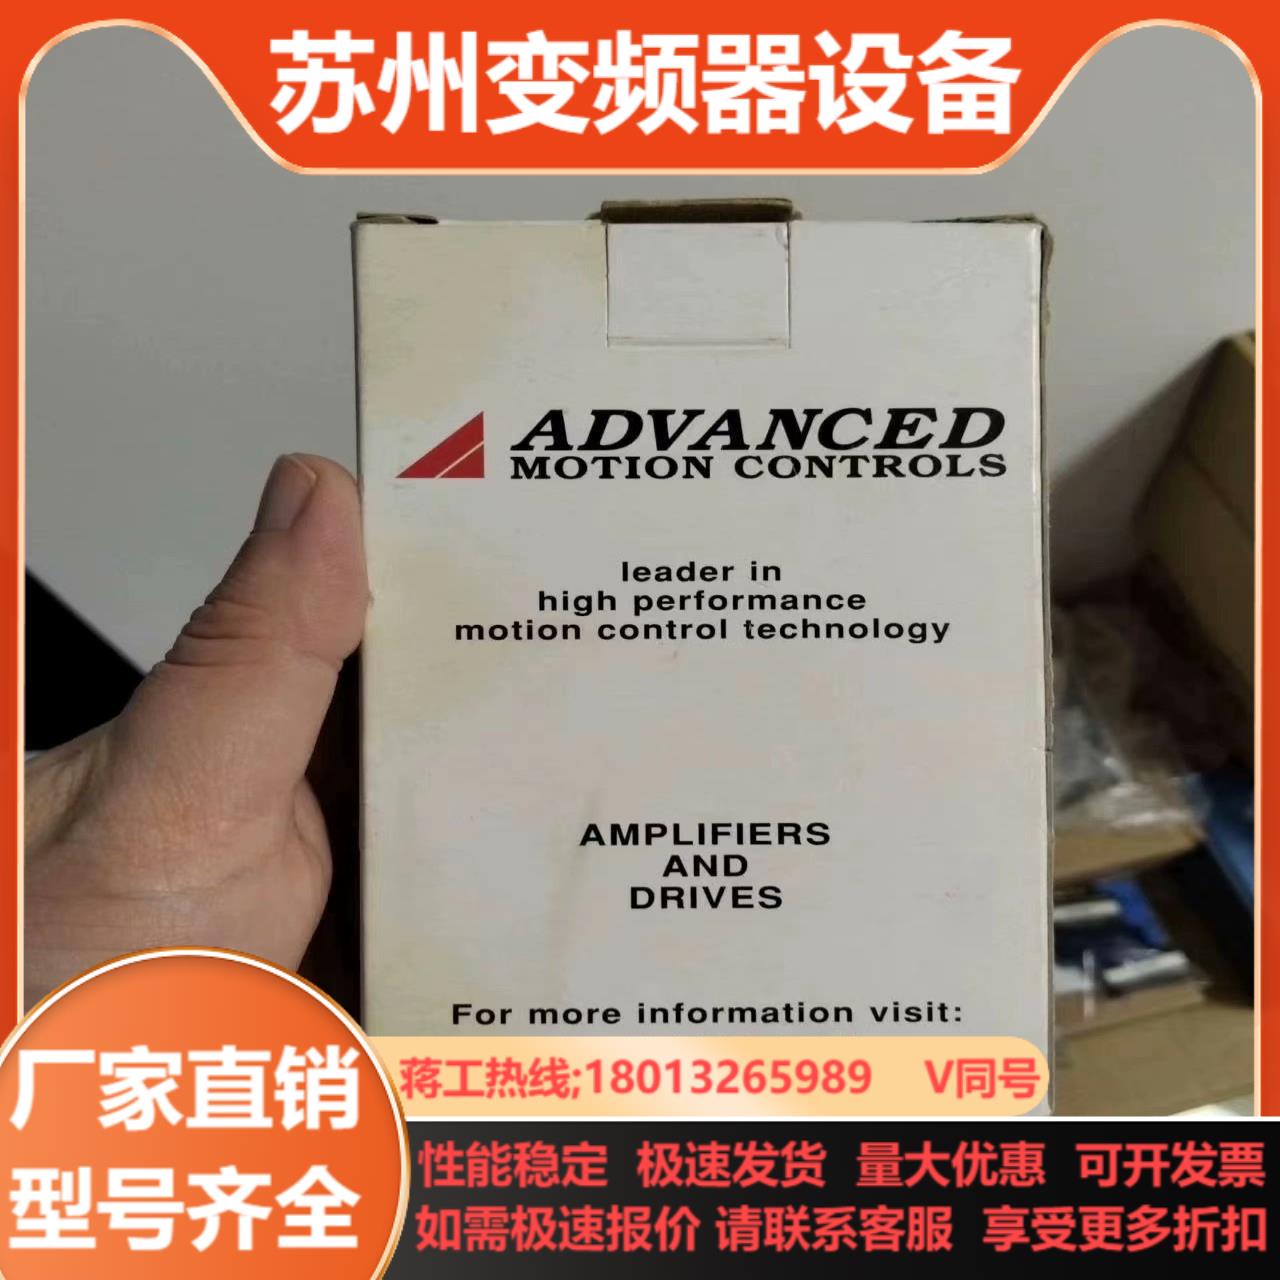 苏州变频器设备
ADVANCED
MOTION CONTROLS
leader in
high performance
motion control technology
AMPLIFIERS
AND
DRIVES
For more information visit:
蒋工热线;18013265989 V同号
厂家直销
型号齐全
性能稳定 极速发货 量大优惠 可开发票
如需极速报价 请联系客服 享受更多折扣